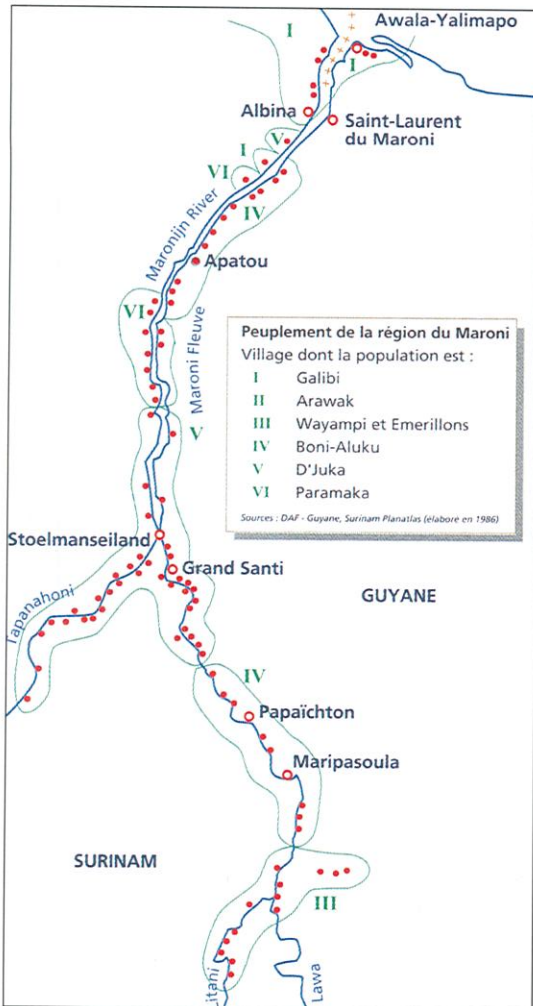 Awala-Yalimapo
I
I
Albina
Saint-Laurent
du Maroni
V
I
VI
IV
Maronijn River
Apatou
VI
Maroni Fleuve
V
Peuplement de la région du Maroni
Village dont la population est :
I Galibi
II Arawak
III Wayampi et Emerillons
IV Boni-Aluku
V D'Juka
VI Paramaka
Sources : DAF - Guyane, Surinam Planatlas (élaboré en 1986)
Stoelmanseiland
Grand Santi
GUYANE
Tapanahoni
IV
Papaïchton
Maripasoula
SURINAM
III
Litani
Lawa